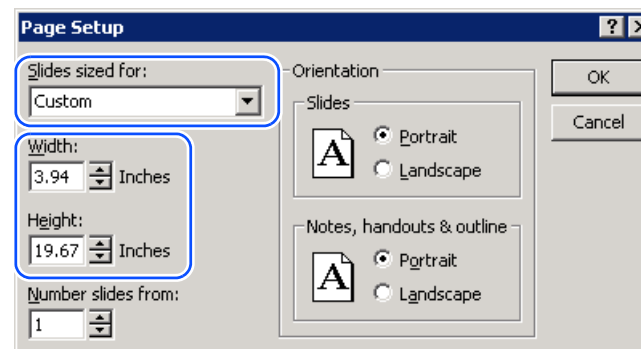 Page Setup
Slides sized for:
Custom
Width:
3.94 Inches
Height:
19.67 Inches
Number slides from:
1
Orientation
Slides
A
Portrait
Landscape
Notes, handouts & outline
A
Portrait
Landscape
OK
Cancel